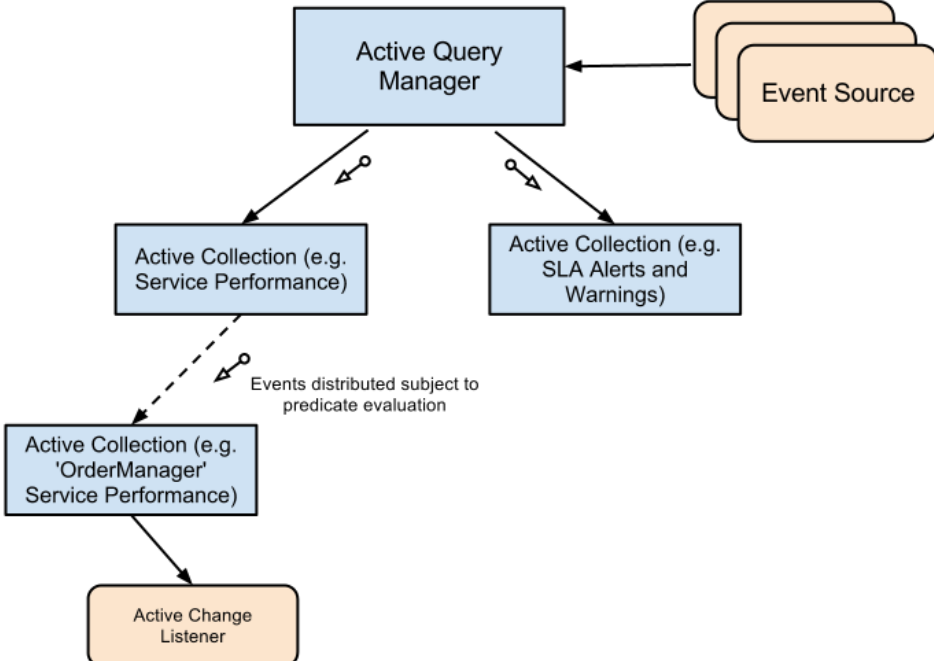 Active Query
Manager
Event Source
Active Collection (e.g.
Service Performance)
Active Collection (e.g.
SLA Alerts and
Warnings)
Events distributed subject to
predicate evaluation
Active Collection (e.g.
'OrderManager'
Service Performance)
Active Change
Listener